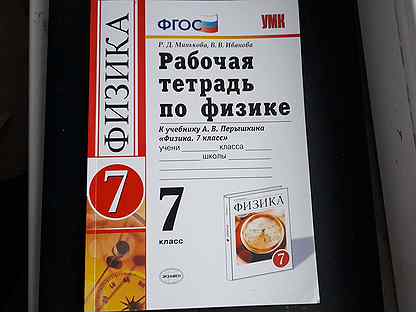 ФИЗИКА
ФГОС
УМК
Р. Д. Минькова, В. В. Иванова
Рабочая
тетрадь
по физике
К учебнику А. В. Перышкина
«Физика. 7 класс»
учени класса
школы
7
7
класс
ФИЗИКА
7
ЭКЗАМЕН